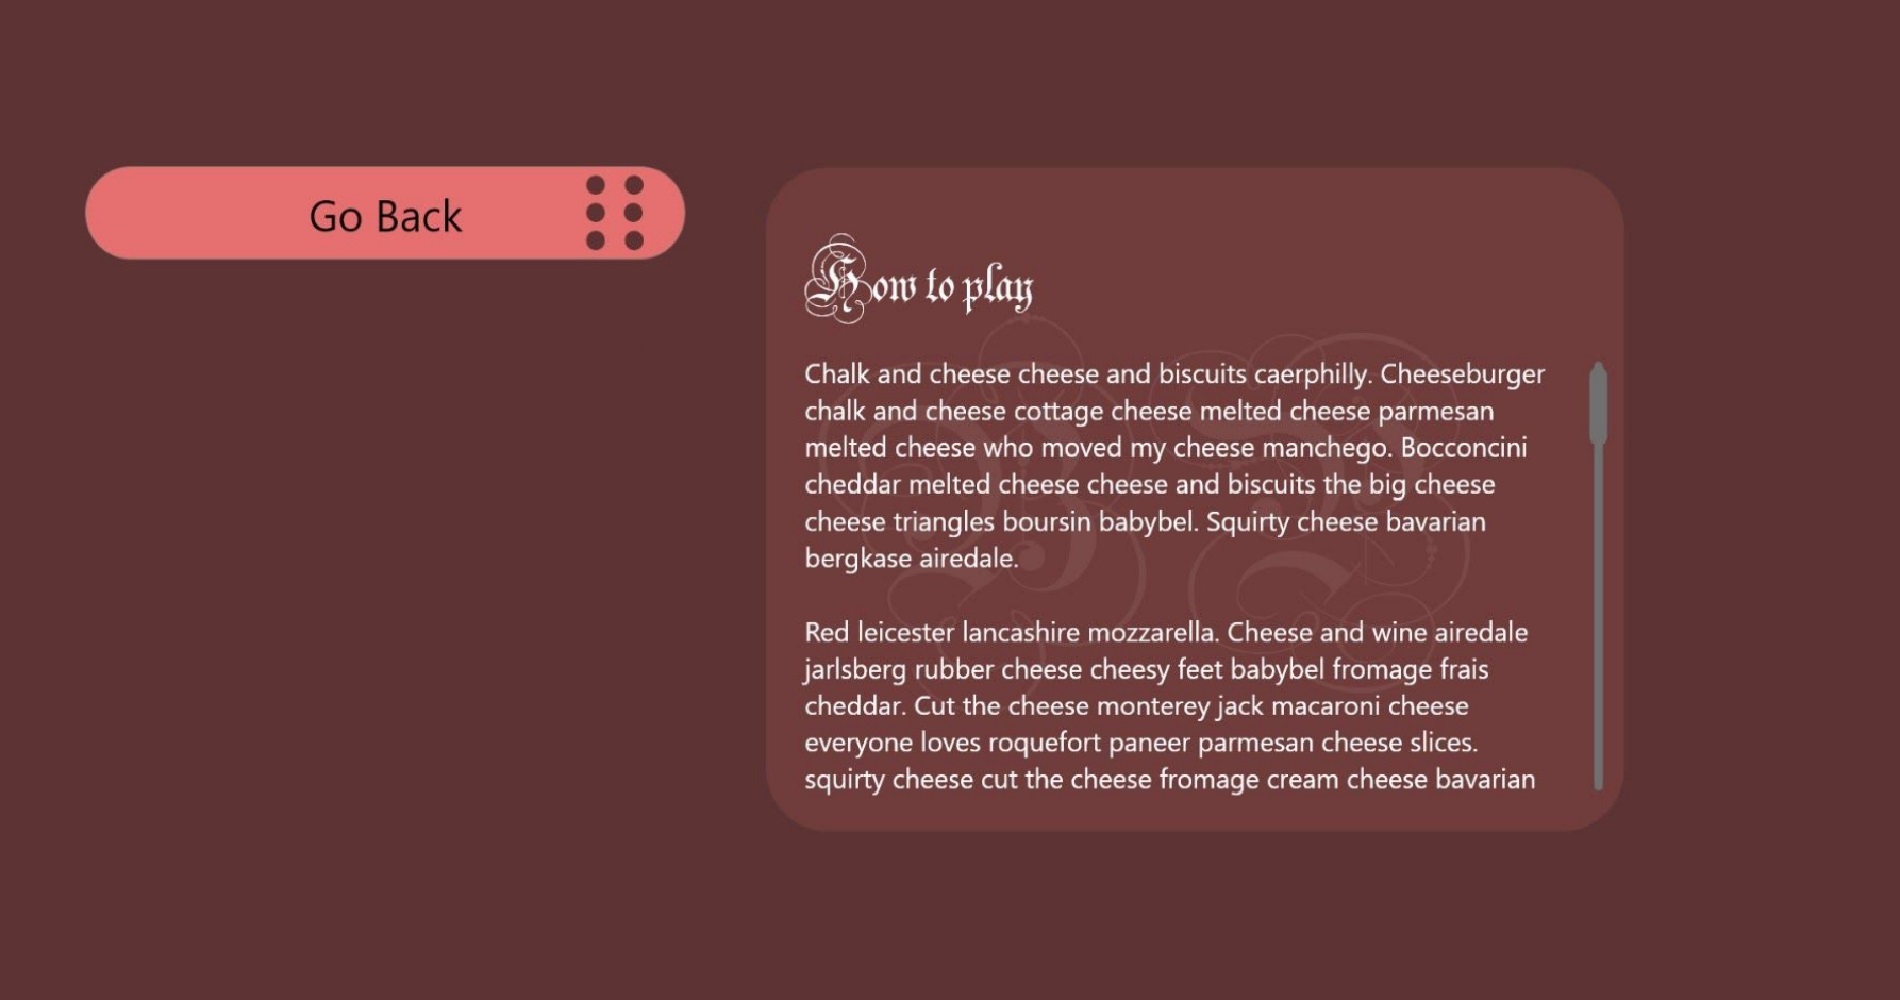 Go Back
How to play
Chalk and cheese cheese and biscuits caerphilly. Cheeseburger
chalk and cheese cottage cheese melted cheese parmesan
melted cheese who moved my cheese manchego. Bocconcini
cheddar melted cheese cheese and biscuits the big cheese
cheese triangles boursin babybel. Squirty cheese bavarian
bergkase airedale.
Red leicester lancashire mozzarella. Cheese and wine airedale
jarlsberg rubber cheese cheesy feet babybel fromage frais
cheddar. Cut the cheese monterey jack macaroni cheese
everyone loves roquefort paneer parmesan cheese slices.
squirty cheese cut the cheese fromage cream cheese bavarian